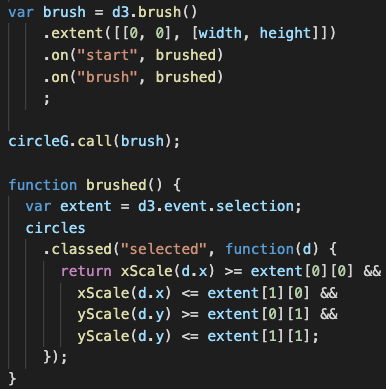 var brush = d3.brush()
.extent([[0, 0], [width, height]])
.on("start", brushed)
.on("brush", brushed)
;
circleG.call(brush);
function brushed() {
var extent = d3.event.selection;
circles
.classed("selected", function(d) {
return xScale(d.x) >= extent[0][0] &&
xScale(d.x) <= extent[1][0] &&
yScale(d.y) >= extent[0][1] &&
yScale(d.y) <= extent[1][1];
});
}